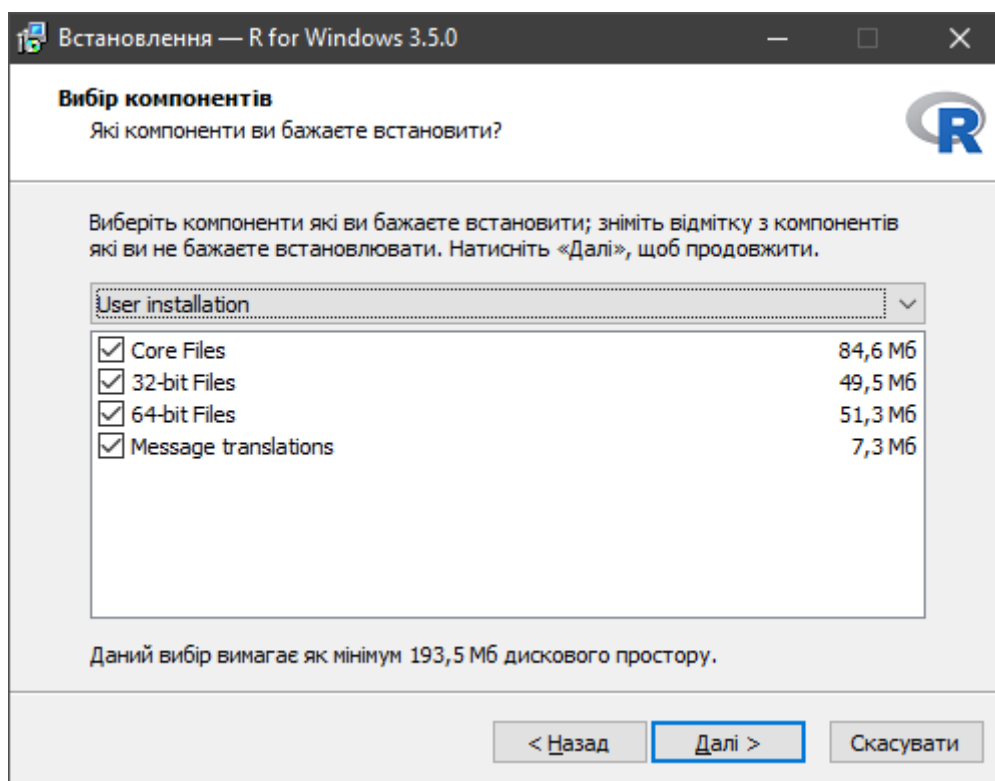 Встановлення — R for Windows 3.5.0
Вибір компонентів
Які компоненти ви бажаєте встановити?
R
Виберіть компоненти які ви бажаєте встановити; зніміть відмітку з компонентів
які ви не бажаєте встановлювати. Натисніть «Далі», щоб продовжити.
User installation
Core Files 84,6 Мб
32-bit Files 49,5 Мб
64-bit Files 51,3 Мб
Message translations 7,3 Мб
Даний вибір вимагає як мінімум 193,5 Мб дискового простору.
< Назад Далі > Скасувати